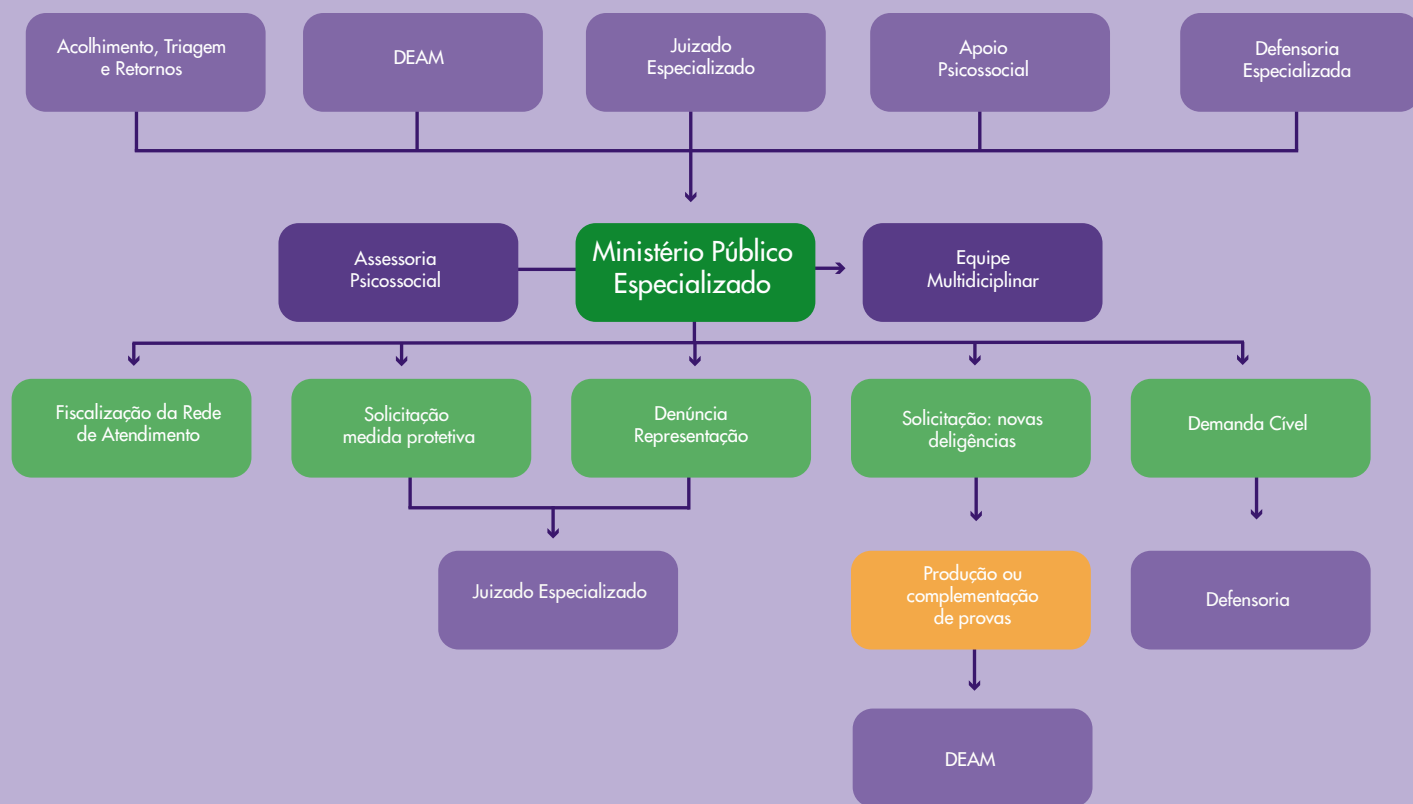 Acolhimento, Triagem
e Retornos
DEAM
Juizado
Especializado
Apoio
Psicossocial
Defensoria
Especializada
Assessoria
Psicossocial
Ministério Público
Especializado
Equipe
Multidiciplinar
Fiscalização da Rede
de Atendimento
Solicitação
medida protetiva
Denúncia
Representação
Solicitação: novas
deligências
Demanda Cível
Juizado Especializado
Produção ou
complementação
de provas
Defensoria
DEAM